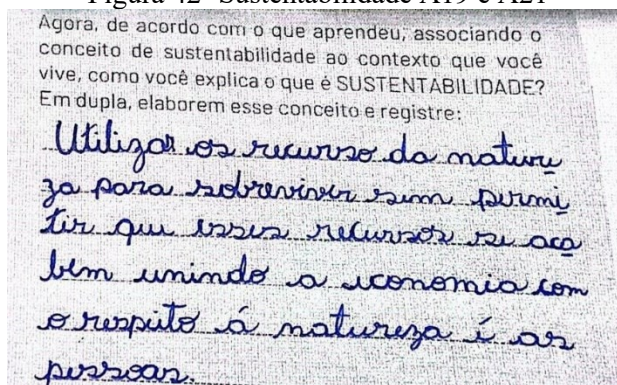 Figura 42- Sustentabilidade A19 e A21
Agora, de acordo com o que aprendeu, associando o
conceito de sustentabilidade ao contexto que você
vive, como você explica o que é SUSTENTABILIDADE?
Em dupla, elaborem esse conceito e registre:
Utilizar os recurso da nature
za para sobreviver sem permi
tir que esses recursos se aca
bem unindo a economia com
o respeito á natureza i as
pessoas.